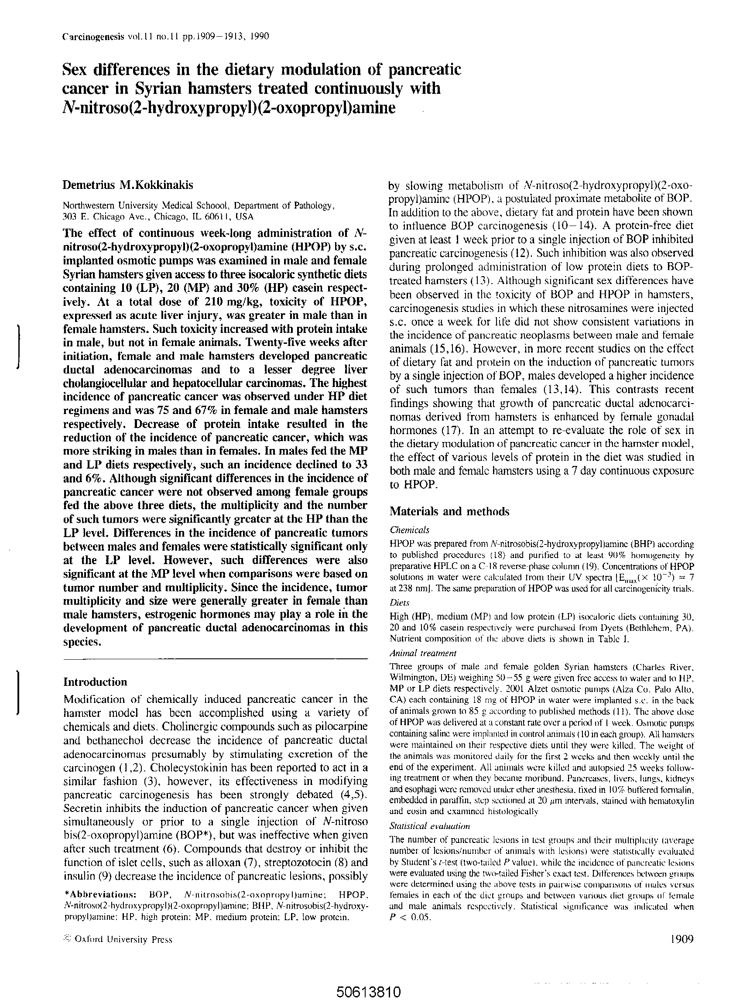 Carcinogenesis vol.11 no.11 pp.1909–1913, 1990
Sex differences in the dietary modulation of pancreatic
cancer in Syrian hamsters treated continuously with
N-nitroso(2-hydroxypropyl)(2-oxopropyl)amine
Demetrius M.Kokkinakis
Northwestern University Medical Schoool, Department of Pathology,
303 E. Chicago Ave., Chicago, IL 60611, USA
The effect of continuous week-long administration of N-
nitroso(2-hydroxypropyl)(2-oxopropyl)amine (HPOP) by s.c.
implanted osmotic pumps was examined in male and female
Syrian hamsters given access to three isocaloric synthetic diets
containing 10 (LP), 20 (MP) and 30% (HP) casein respect-
ively. At a total dose of 210 mg/kg, toxicity of HPOP,
expressed as acute liver injury, was greater in male than in
female hamsters. Such toxicity increased with protein intake
in male, but not in female animals. Twenty-five weeks after
initiation, female and male hamsters developed pancreatic
ductal adenocarcinomas and to a lesser degree liver
cholangiocellular and hepatocellular carcinomas. The highest
incidence of pancreatic cancer was observed under HP diet
regimens and was 75 and 67% in female and male hamsters
respectively. Decrease of protein intake resulted in the
reduction of the incidence of pancreatic cancer, which was
more striking in males than in females. In males fed the MP
and LP diets respectively, such an incidence declined to 33
and 6%. Although significant differences in the incidence of
pancreatic cancer were not observed among female groups
fed the above three diets, the multiplicity and the number
of such tumors were significantly greater at the HP than the
LP level. Differences in the incidence of pancreatic tumors
between males and females were statistically significant only
at the LP level. However, such differences were also
significant at the MP level when comparisons were based on
tumor number and multiplicity. Since the incidence, tumor
multiplicity and size were generally greater in female than
male hamsters, estrogenic hormones may play a role in the
development of pancreatic ductal adenocarcinomas in this
species.
Introduction
Modification of chemically induced pancreatic cancer in the
hamster model has been accomplished using a variety of
chemicals and diets. Cholinergic compounds such as pilocarpine
and bethanechol decrease the incidence of pancreatic ductal
adenocarcinomas presumably by stimulating excretion of the
carcinogen (1,2). Cholecystokinin has been reported to act in a
similar fashion (3), however, its effectiveness in modifying
pancreatic carcinogenesis has been strongly debated (4,5).
Secretin inhibits the induction of pancreatic cancer when given
simultaneously or prior to a single injection of N-nitroso
bis(2-oxopropyl)amine (BOP*), but was ineffective when given
after such treatment (6). Compounds that destroy or inhibit the
function of islet cells, such as alloxan (7), streptozotocin (8) and
insulin (9) decrease the incidence of pancreatic lesions, possibly
*Abbreviations: BOP, N-nitrosobis(2-oxopropyl)amine; HPOP,
N-nitroso(2-hydroxypropyl)(2-oxopropyl)amine; BHP, N-nitrosobis(2-hydroxy-
propyl)amine; HP, high protein; MP, medium protein; LP, low protein.
© Oxford University Press
by slowing metabolism of N-nitroso(2-hydroxypropyl)(2-oxo-
propyl)amine (HPOP), a postulated proximate metabolite of BOP.
In addition to the above, dietary fat and protein have been shown
to influence BOP carcinogenesis (10–14). A protein-free diet
given at least 1 week prior to a single injection of BOP inhibited
pancreatic carcinogenesis (12). Such inhibition was also observed
during prolonged administration of low protein diets to BOP-
treated hamsters (13). Although significant sex differences have
been observed in the toxicity of BOP and HPOP in hamsters,
carcinogenesis studies in which these nitrosamines were injected
s.c. once a week for life did not show consistent variations in
the incidence of pancreatic neoplasms between male and female
animals (15,16). However, in more recent studies on the effect
of dietary fat and protein on the induction of pancreatic tumors
by a single injection of BOP, males developed a higher incidence
of such tumors than females (13,14). This contrasts recent
findings showing that growth of pancreatic ductal adenocarci-
nomas derived from hamsters is enhanced by female gonadal
hormones (17). In an attempt to re-evaluate the role of sex in
the dietary modulation of pancreatic cancer in the hamster model,
the effect of various levels of protein in the diet was studied in
both male and female hamsters using a 7 day continuous exposure
to HPOP.
Materials and methods
Chemicals
HPOP was prepared from N-nitrosobis(2-hydroxypropyl)amine (BHP) according
to published procedures (18) and purified to at least 90% homogeneity by
preparative HPLC on a C-18 reverse-phase column (19). Concentrations of HPOP
solutions in water were calculated from their UV spectra [Emax(× 10⁻³) = 7
at 238 nm]. The same preparation of HPOP was used for all carcinogenicity trials.
Diets
High (HP), medium (MP) and low protein (LP) isocaloric diets containing 30,
20 and 10% casein respectively were purchased from Dyets (Bethlehem, PA).
Nutrient composition of the above diets is shown in Table I.
Animal treatment
Three groups of male and female golden Syrian hamsters (Charles River,
Wilmington, DE) weighing 50–55 g were given free access to water and to HP,
MP or LP diets respectively. 2001 Alzet osmotic pumps (Alza Co. Palo Alto,
CA) each containing 18 mg of HPOP in water were implanted s.c. in the back
of animals grown to 85 g according to published methods (11). The above dose
of HPOP was delivered at a constant rate over a period of 1 week. Osmotic pumps
containing saline were implanted in control animals (10 in each group). All hamsters
were maintained on their respective diets until they were killed. The weight of
the animals was monitored daily for the first 2 weeks and then weekly until the
end of the experiment. All animals were killed and autopsied 25 weeks follow-
ing treatment or when they became moribund. Pancreases, livers, lungs, kidneys
and esophagi were removed under ether anesthesia, fixed in 10% buffered formalin,
embedded in paraffin, step sectioned at 20 μm intervals, stained with hematoxylin
and eosin and examined histologically
Statistical evaluation
The number of pancreatic lesions in test groups and their multiplicity (average
number of lesions/number of animals with lesions) were statistically evaluated
by Student's t-test (two-tailed P value), while the incidence of pancreatic lesions
were evaluated using the two-tailed Fisher's exact test. Differences between groups
were determined using the above tests in pairwise comparisons of males versus
females in each of the diet groups and between various diet groups of female
and male animals respectively. Statistical significance was indicated when
P < 0.05.
1909
50613810